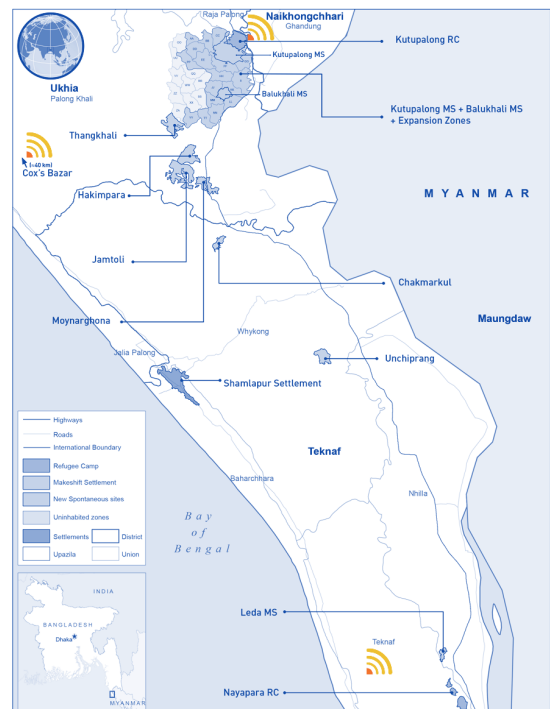 Raja Palong
Naikhongchhari
Ghandung
Kutupalong RC
Kutupalong MS
Balukhali MS
Kutupalong MS + Balukhali MS
+ Expansion Zones
Ukhia
Palong Khali
Thangkhali
(≈40 km)
Cox's Bazar
Hakimpara
MYANMAR
Jamtoli
Chakmarkul
Moynarghona
Maungdaw
Whykong
Jalia Palong
Unchiprang
Shamlapur Settlement
Highways
Roads
International Boundary
Refugee Camp
Makeshift Settlement
New Spontaneous sites
Uninhabited zones
Settlements
District
Upazila
Union
Teknaf
Baharchhara
Nhilla
Bay
of
Bengal
INDIA
BANGLADESH
Dhaka
MYANMAR
Leda MS
Teknaf
Nayapara RC